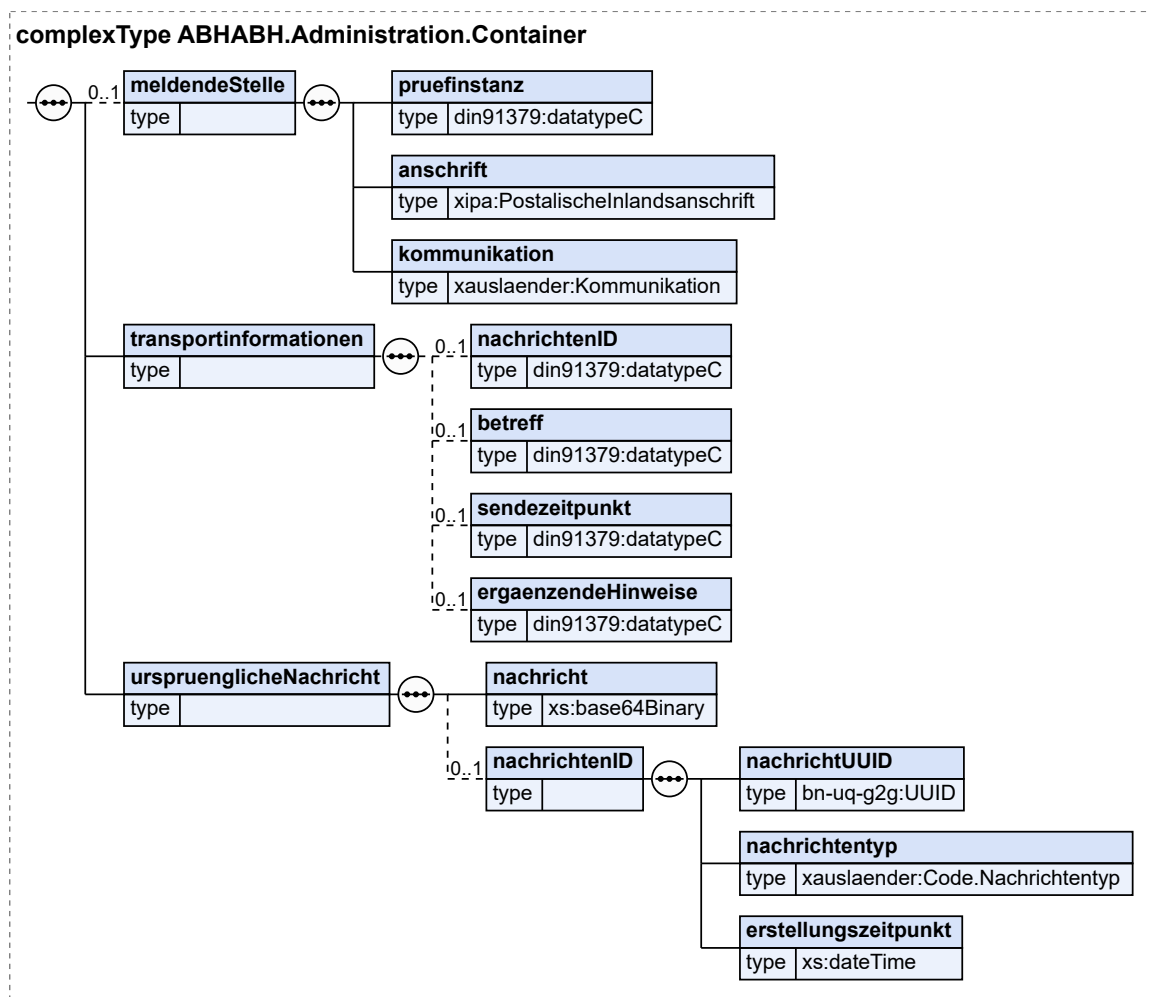 complexType ABHABH.Administration.Container
0..1
meldendeStelle
type
pruefinstanz
type din91379:datatypeC
anschrift
type xipa:PostalischeInlandsanschrift
kommunikation
type xauslaender:Kommunikation
transportinformationen
type
0..1
nachrichtenID
type din91379:datatypeC
0..1
betreff
type din91379:datatypeC
0..1
sendezeitpunkt
type din91379:datatypeC
0..1
ergaenzendeHinweise
type din91379:datatypeC
urspruenglicheNachricht
type
nachricht
type xs:base64Binary
0..1
nachrichtenID
type
nachrichtUUID
type bn-uq-g2g:UUID
nachrichtentyp
type xauslaender:Code.Nachrichtentyp
erstellungszeitpunkt
type xs:dateTime